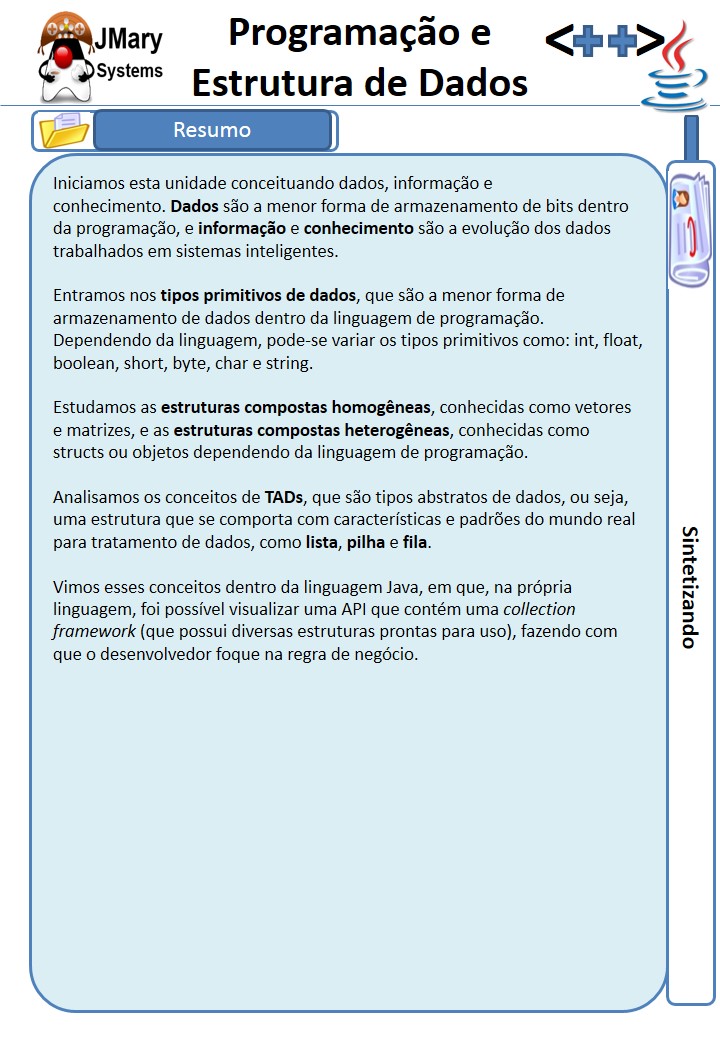 JMary
Systems
Programação e
Estrutura de Dados
<++>
Resumo
Iniciamos esta unidade conceituando dados, informação e
conhecimento. Dados são a menor forma de armazenamento de bits dentro
da programação, e informação e conhecimento são a evolução dos dados
trabalhados em sistemas inteligentes.
Entramos nos tipos primitivos de dados, que são a menor forma de
armazenamento de dados dentro da linguagem de programação.
Dependendo da linguagem, pode-se variar os tipos primitivos como: int, float,
boolean, short, byte, char e string.
Estudamos as estruturas compostas homogêneas, conhecidas como vetores
e matrizes, e as estruturas compostas heterogêneas, conhecidas como
structs ou objetos dependendo da linguagem de programação.
Analisamos os conceitos de TADs, que são tipos abstratos de dados, ou seja,
uma estrutura que se comporta com características e padrões do mundo real
para tratamento de dados, como lista, pilha e fila.
Vimos esses conceitos dentro da linguagem Java, em que, na própria
linguagem, foi possível visualizar uma API que contém uma collection
framework (que possui diversas estruturas prontas para uso), fazendo com
que o desenvolvedor foque na regra de negócio.
Sintetizando